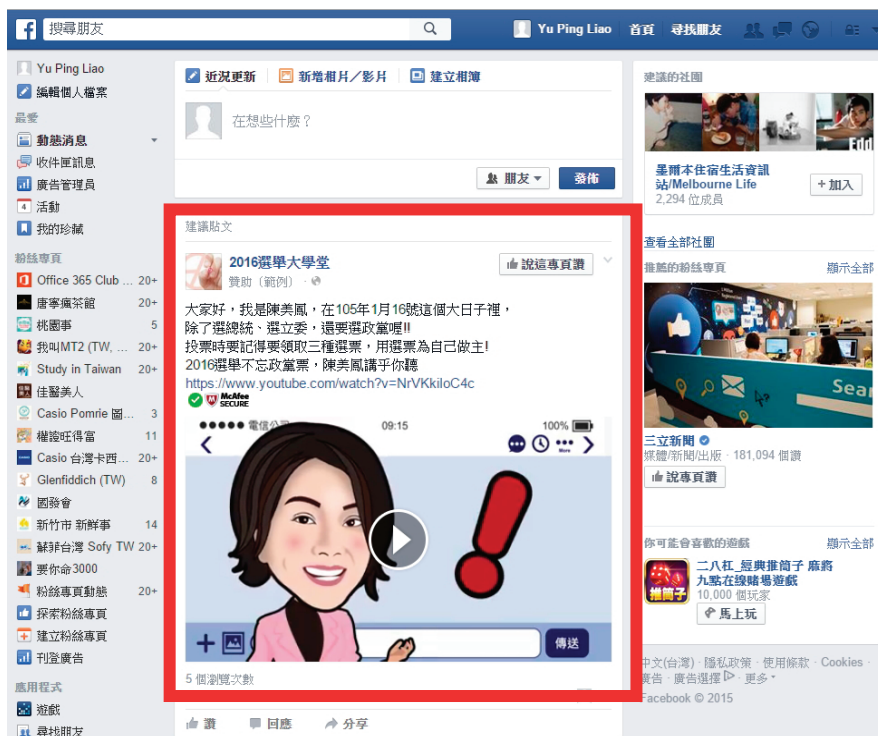 搜尋朋友
Yu Ping Liao 首頁 尋找朋友
Yu Ping Liao
編輯個人檔案
最愛
動態消息
收件匣訊息
廣告管理員
4 活動
我的珍藏
粉絲專頁
Office 365 Club ... 20+
唐寧瘋茶館 20+
桃園事 5
我叫MT2 (TW, ... 20+
Study in Taiwan 20+
佳醫美人
Casio Pomrie 圖... 3
權證旺得富 11
Casio 台灣卡西... 20+
Glenfiddich (TW) 8
國發會
新竹市 新鮮事 14
蘇菲台灣 Sofy TW 20+
要你命3000
粉絲專頁動態 20+
探索粉絲專頁
建立粉絲專頁
刊登廣告
應用程式
遊戲
尋找朋友
近況更新 新增相片／影片 建立相簿
在想些什麼？
朋友 發佈
建議貼文
2016選舉大學堂
說這專頁讚
贊助（範例）
大家好，我是陳美鳳，在105年1月16號這個大日子裡，
除了選總統、選立委，還要選政黨喔!!
投票時要記得要領取三種選票，用選票為自己做主!
2016選舉不忘政黨票，陳美鳳講乎你聽
https://www.youtube.com/watch?v=NrVKkiloC4c
McAfee
SECURE
電信公司 09:15 100%
More
傳送
5 個瀏覽次數
讚 回應 分享
建議的社團
Edd
墨爾本住宿生活資訊
站/Melbourne Life
+加入
2,294 位成員
查看全部社團
推薦的粉絲專頁 顯示全部
Sear
三立新聞
媒體/新聞/出版 · 181,094 個讚
說專頁讚
你可能會喜歡的遊戲 顯示全部
推筒子
二八杠_經典推筒子 麻將
九點在線賭場遊戲
10,000 個玩家
馬上玩
中文(台灣) · 隱私政策 · 使用條款 · Cookies ·
廣告 · 廣告選擇 · 更多
Facebook © 2015